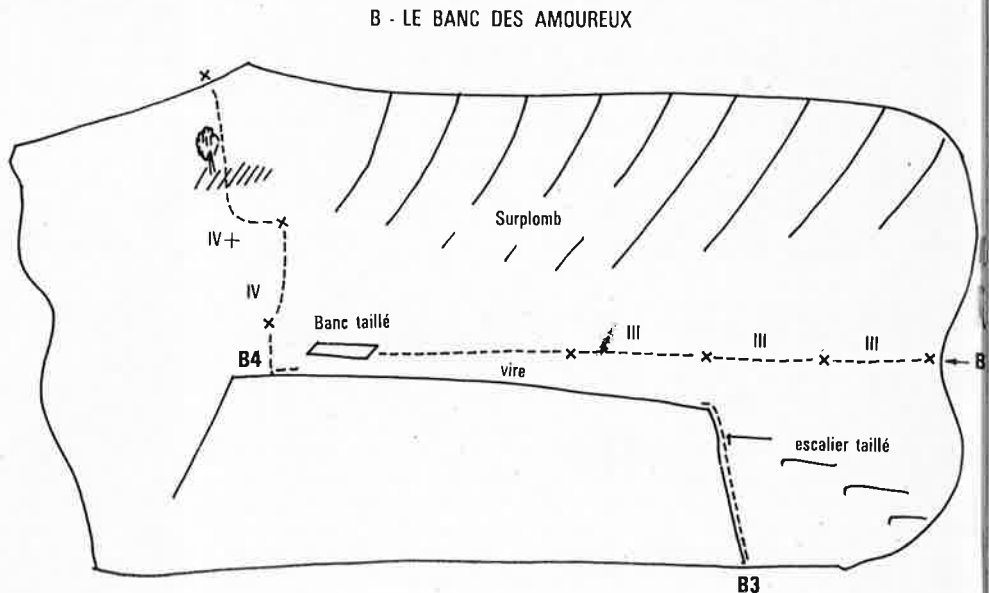 B - LE BANC DES AMOUREUX
Surplomb
IV+
IV
Banc taillé
III
III
III
B4
vire
B
escalier taillé
B3